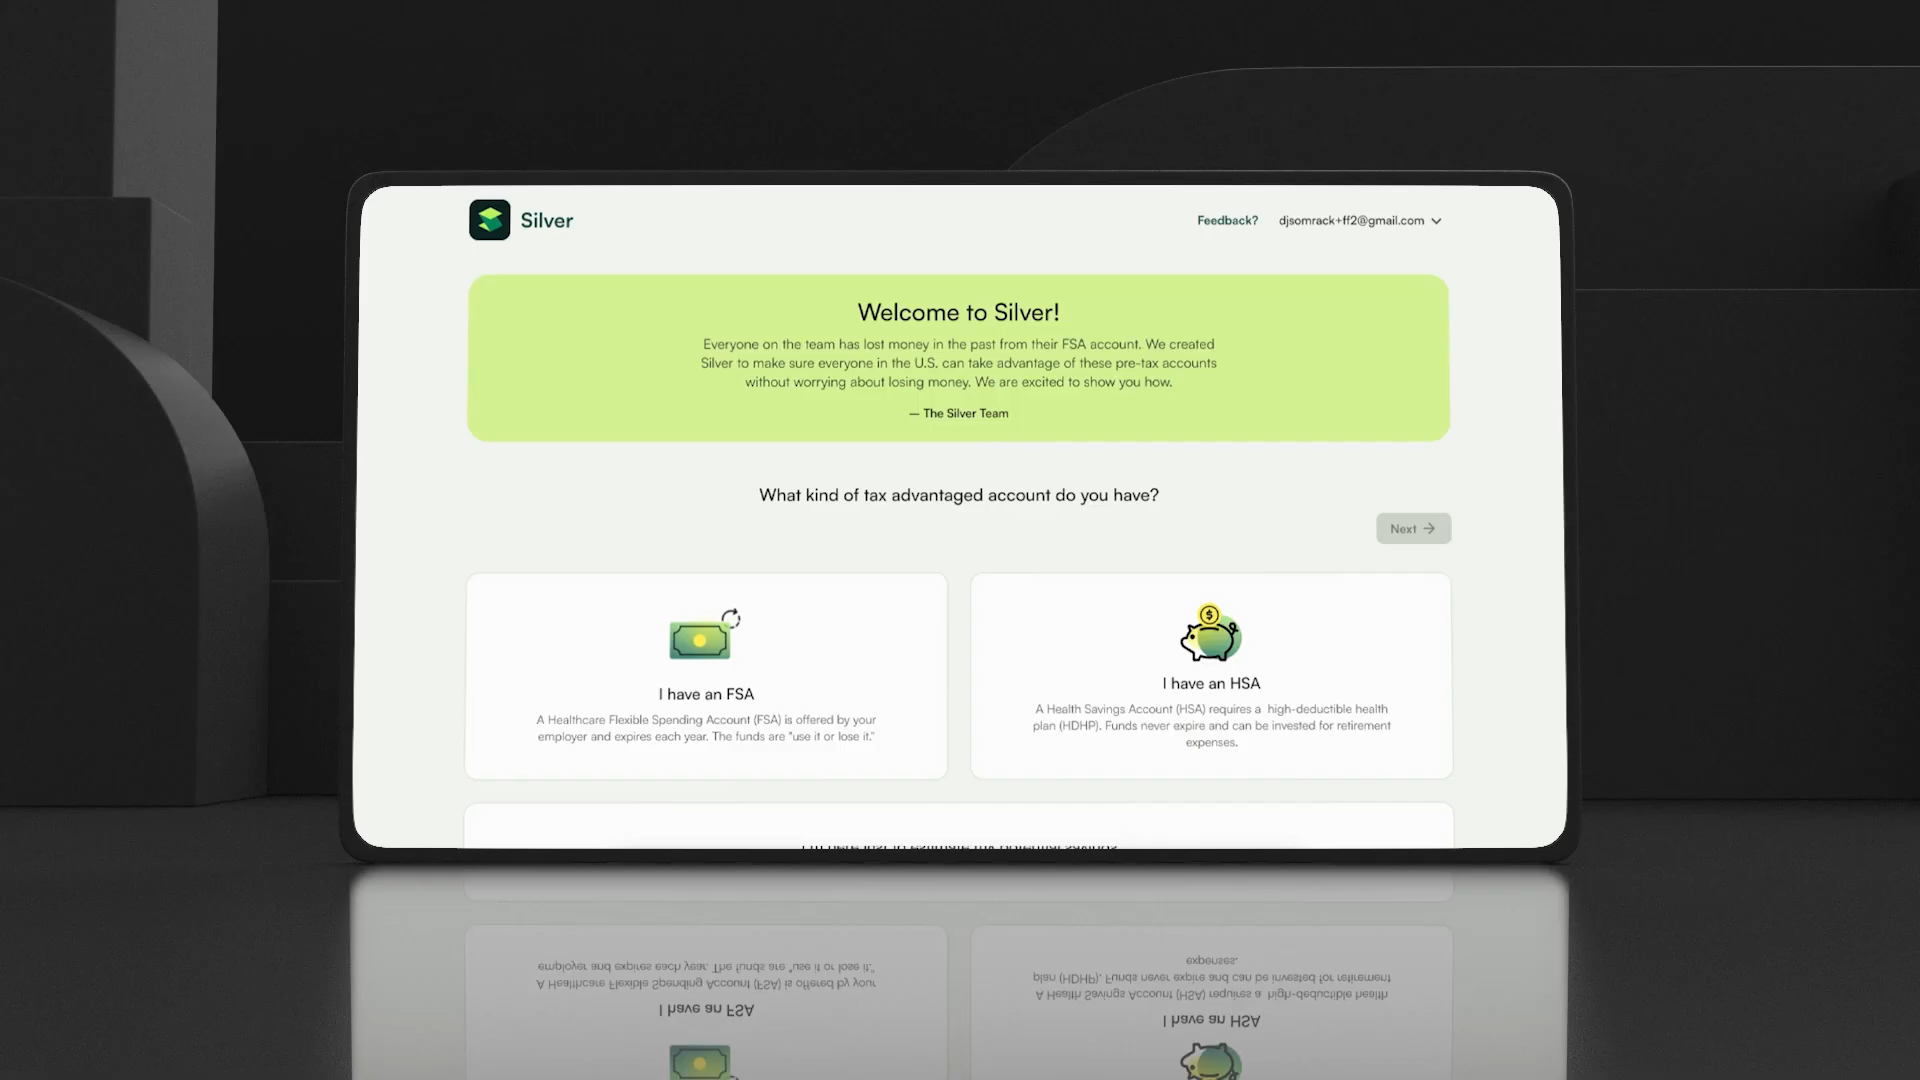 Silver
Feedback?
djsomrack+ff2@gmail.com
Welcome to Silver!
Everyone on the team has lost money in the past from their FSA account. We created
Silver to make sure everyone in the U.S. can take advantage of these pre-tax accounts
without worrying about losing money. We are excited to show you how.
— The Silver Team
What kind of tax advantaged account do you have?
Next →
I have an FSA
A Healthcare Flexible Spending Account (FSA) is offered by your
employer and expires each year. The funds are "use it or lose it."
$
I have an HSA
A Health Savings Account (HSA) requires a high-deductible health
plan (HDHP). Funds never expire and can be invested for retirement
expenses.